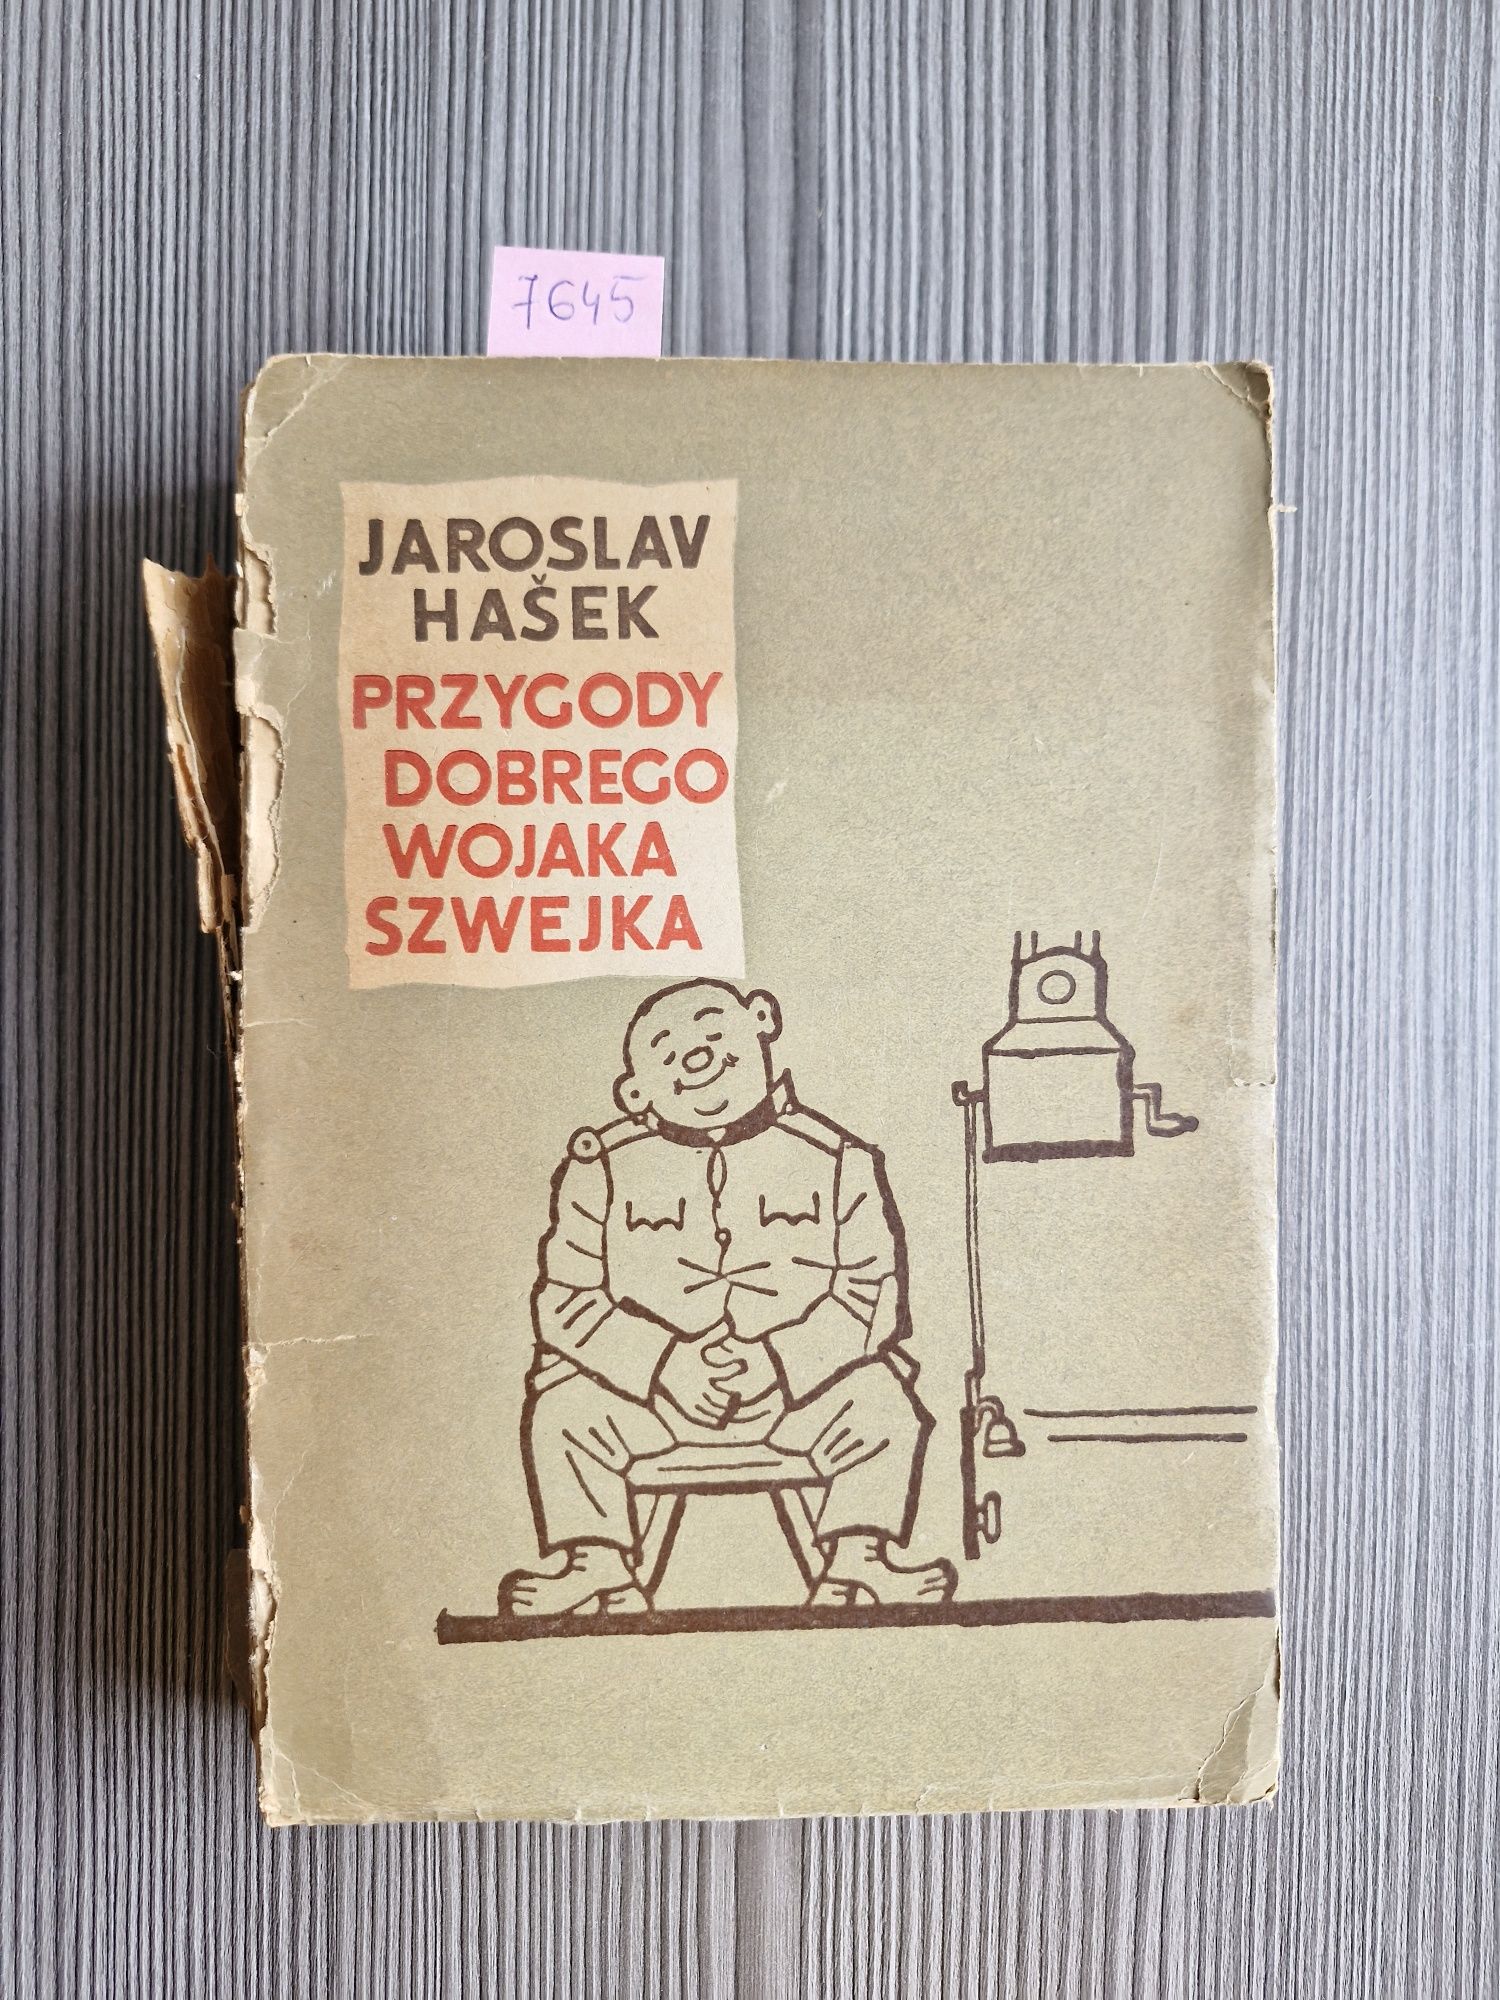 7645
JAROSLAV
HAŠEK
PRZYGODY
DOBREGO
WOJAKA
SZWEJKA